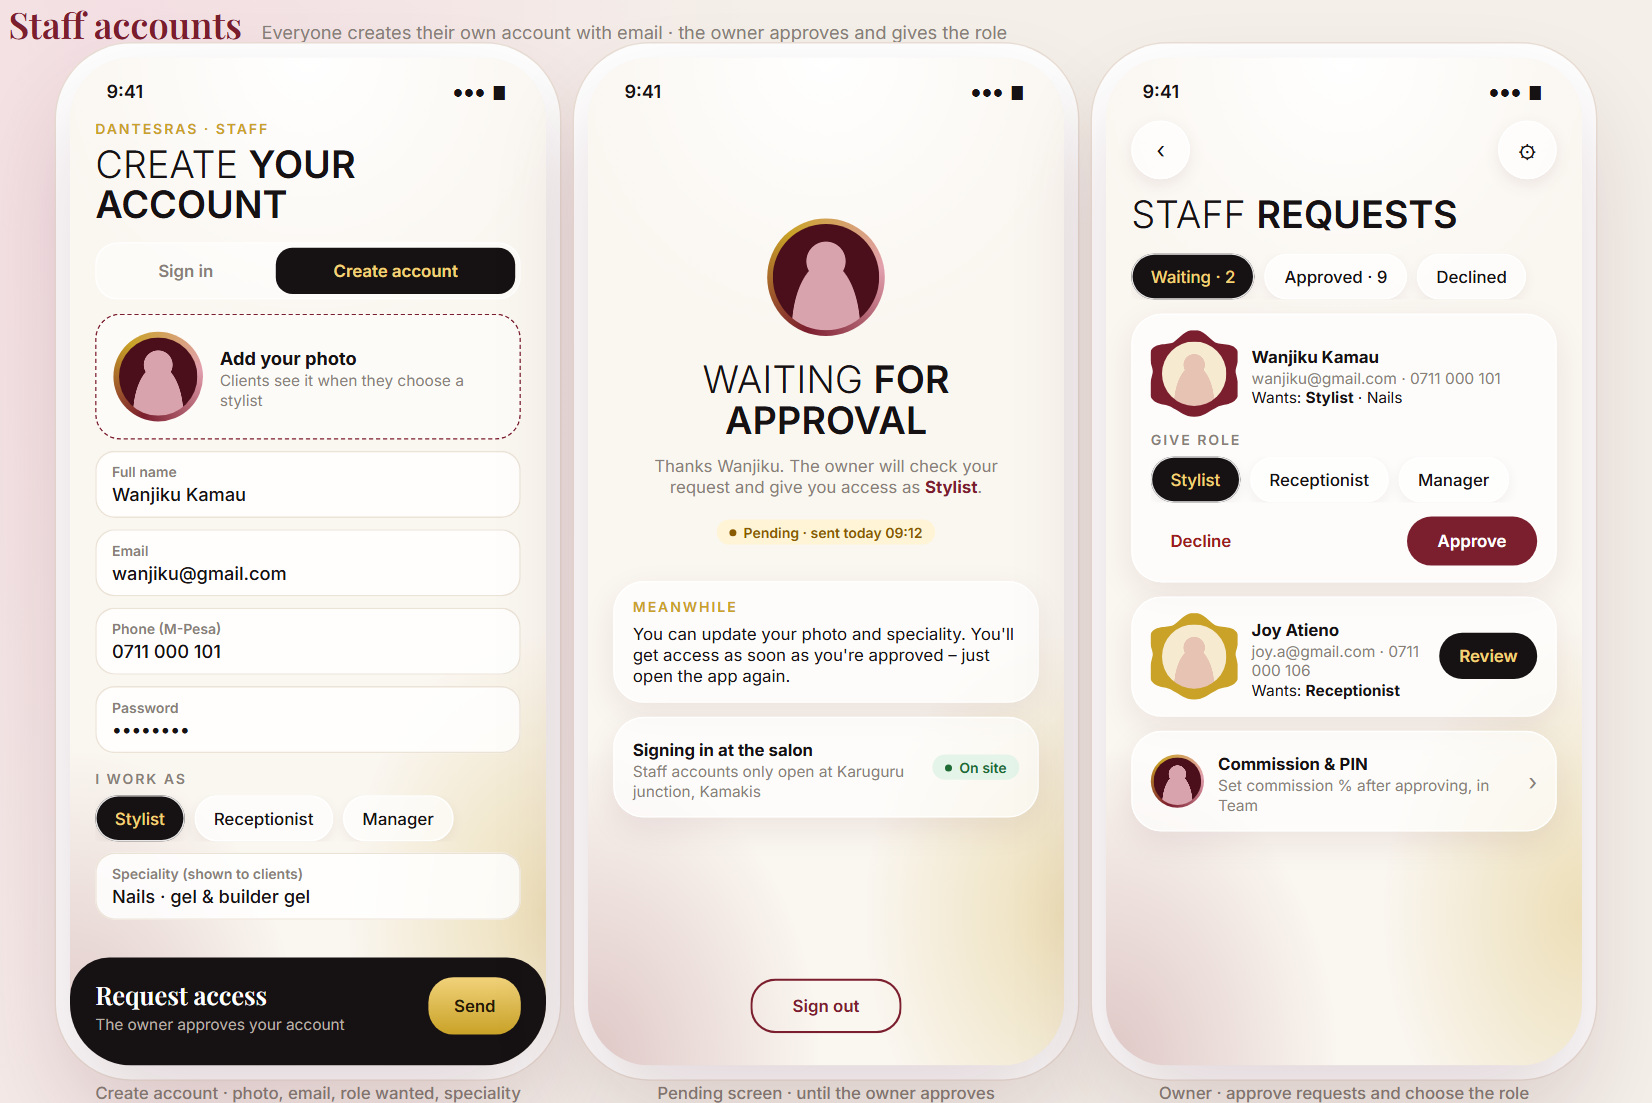 Staff accounts
Everyone creates their own account with email · the owner approves and gives the role
9:41
DANTESRAS · STAFF
CREATE YOUR
ACCOUNT
Sign in
Create account
Add your photo
Clients see it when they choose a
stylist
Full name
Wanjiku Kamau
Email
wanjiku@gmail.com
Phone (M-Pesa)
0711 000 101
Password
••••••••
I WORK AS
Stylist
Receptionist
Manager
Speciality (shown to clients)
Nails · gel & builder gel
Request access
The owner approves your account
Send
Create account · photo, email, role wanted, speciality
9:41
WAITING FOR
APPROVAL
Thanks Wanjiku. The owner will check your
request and give you access as Stylist.
Pending · sent today 09:12
MEANWHILE
You can update your photo and speciality. You'll
get access as soon as you're approved – just
open the app again.
Signing in at the salon
Staff accounts only open at Karuguru
junction, Kamakis
On site
Sign out
Pending screen · until the owner approves
9:41
STAFF REQUESTS
Waiting · 2
Approved · 9
Declined
Wanjiku Kamau
wanjiku@gmail.com · 0711 000 101
Wants: Stylist · Nails
GIVE ROLE
Stylist
Receptionist
Manager
Decline
Approve
Joy Atieno
joy.a@gmail.com · 0711
000 106
Wants: Receptionist
Review
Commission & PIN
Set commission % after approving, in
Team
Owner · approve requests and choose the role